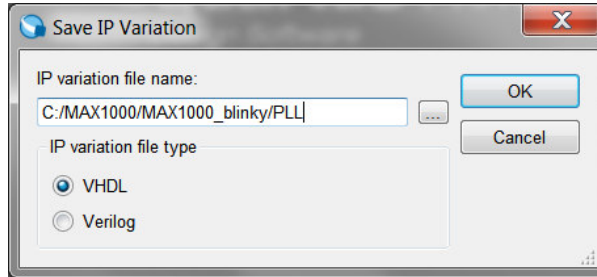 Save IP Variation
IP variation file name:
OK
C:/MAX1000/MAX1000_blinky/PLL
...
Cancel
IP variation file type
VHDL
Verilog